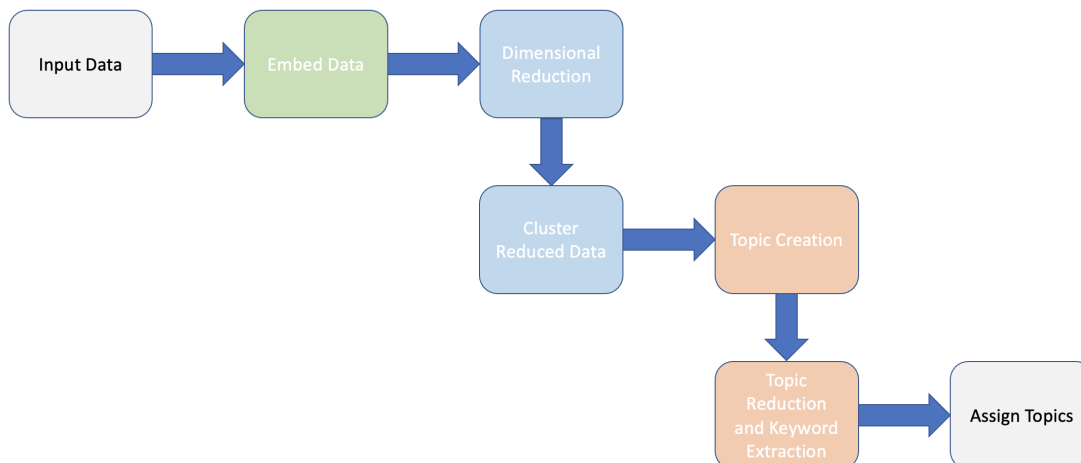 Input Data
Embed Data
Dimensional
Reduction
Cluster
Reduced Data
Topic Creation
Topic
Reduction
and Keyword
Extraction
Assign Topics